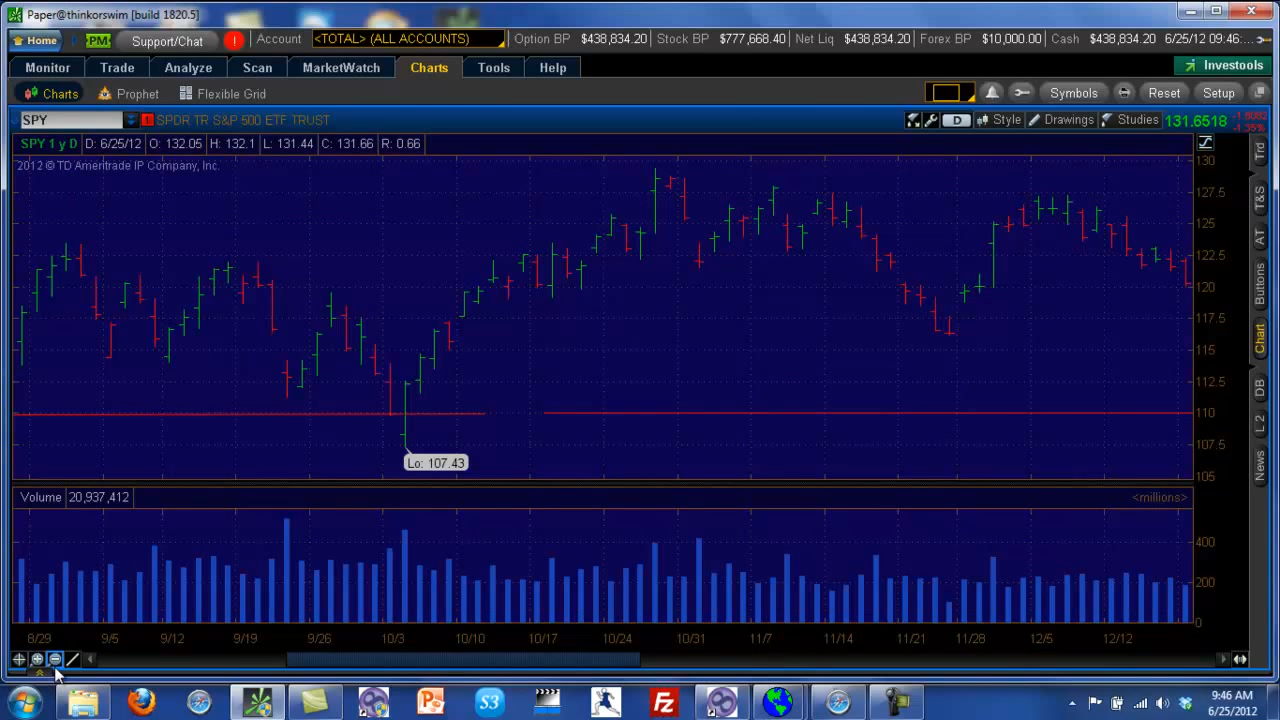 Paper@thinkorswim [build 1820.5]
Home PM Support/Chat ! Account <TOTAL> (ALL ACCOUNTS) Option BP $438,834.20 Stock BP $777,668.40 Net Liq $438,834.20 Forex BP $10,000.00 Cash $438,834.20 6/25/12 09:46:...
Monitor Trade Analyze Scan MarketWatch Charts Tools Help Investools
Charts Prophet Flexible Grid Symbols Reset Setup
SPY 1 SPDR TR S&P 500 ETF TRUST D Style Drawings Studies 131.6518 -1.8082
-1.35%
SPY 1 y D D: 6/25/12 O: 132.05 H: 132.1 L: 131.44 C: 131.66 R: 0.66
2012 © TD Ameritrade IP Company, Inc.
130
127.5
125
122.5
120
117.5
115
112.5
110
107.5
105
Lo: 107.43
Trd
T&S
AT
Buttons
Chart
DB
L 2
News
Volume 20,937,412 <millions>
400
200
0
8/29 9/5 9/12 9/19 9/26 10/3 10/10 10/17 10/24 10/31 11/7 11/14 11/21 11/28 12/5 12/12
S3 Fz
9:46 AM
6/25/2012